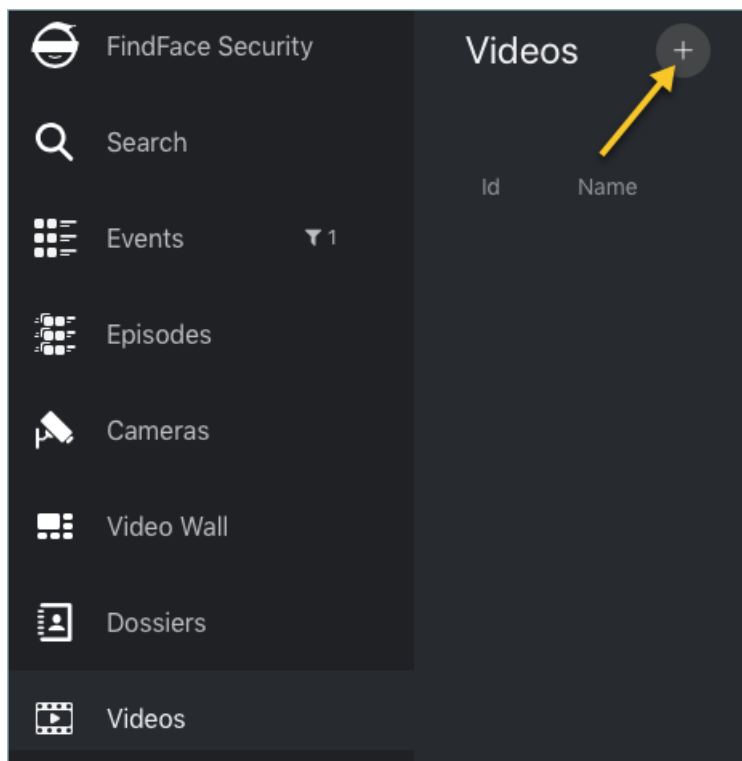 FindFace Security
Videos +
Search
Id Name
Events 1
Episodes
Cameras
Video Wall
Dossiers
Videos